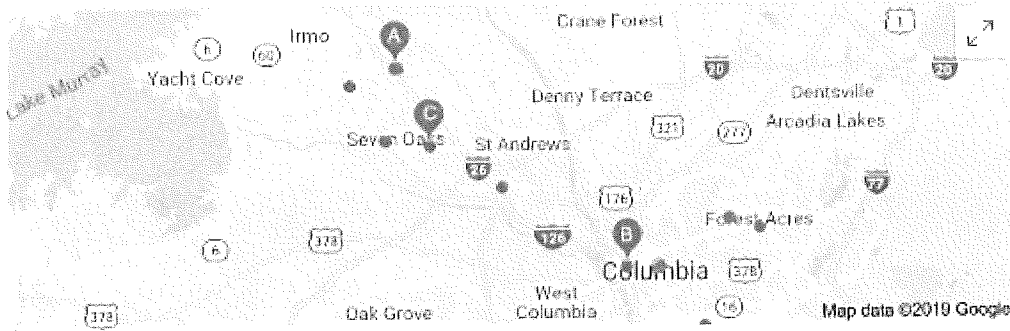 Crane Forest
1
Irmo
A
6
60
Yacht Cove
20
Lake Murray
Denny Terrace
Dentsville
C
321
277
Arcadia Lakes
Seven Oaks
St Andrews
26
77
176
Forest Acres
378
6
126
B
Columbia
378
West
Columbia
16
378
Oak Grove
Map data ©2019 Google